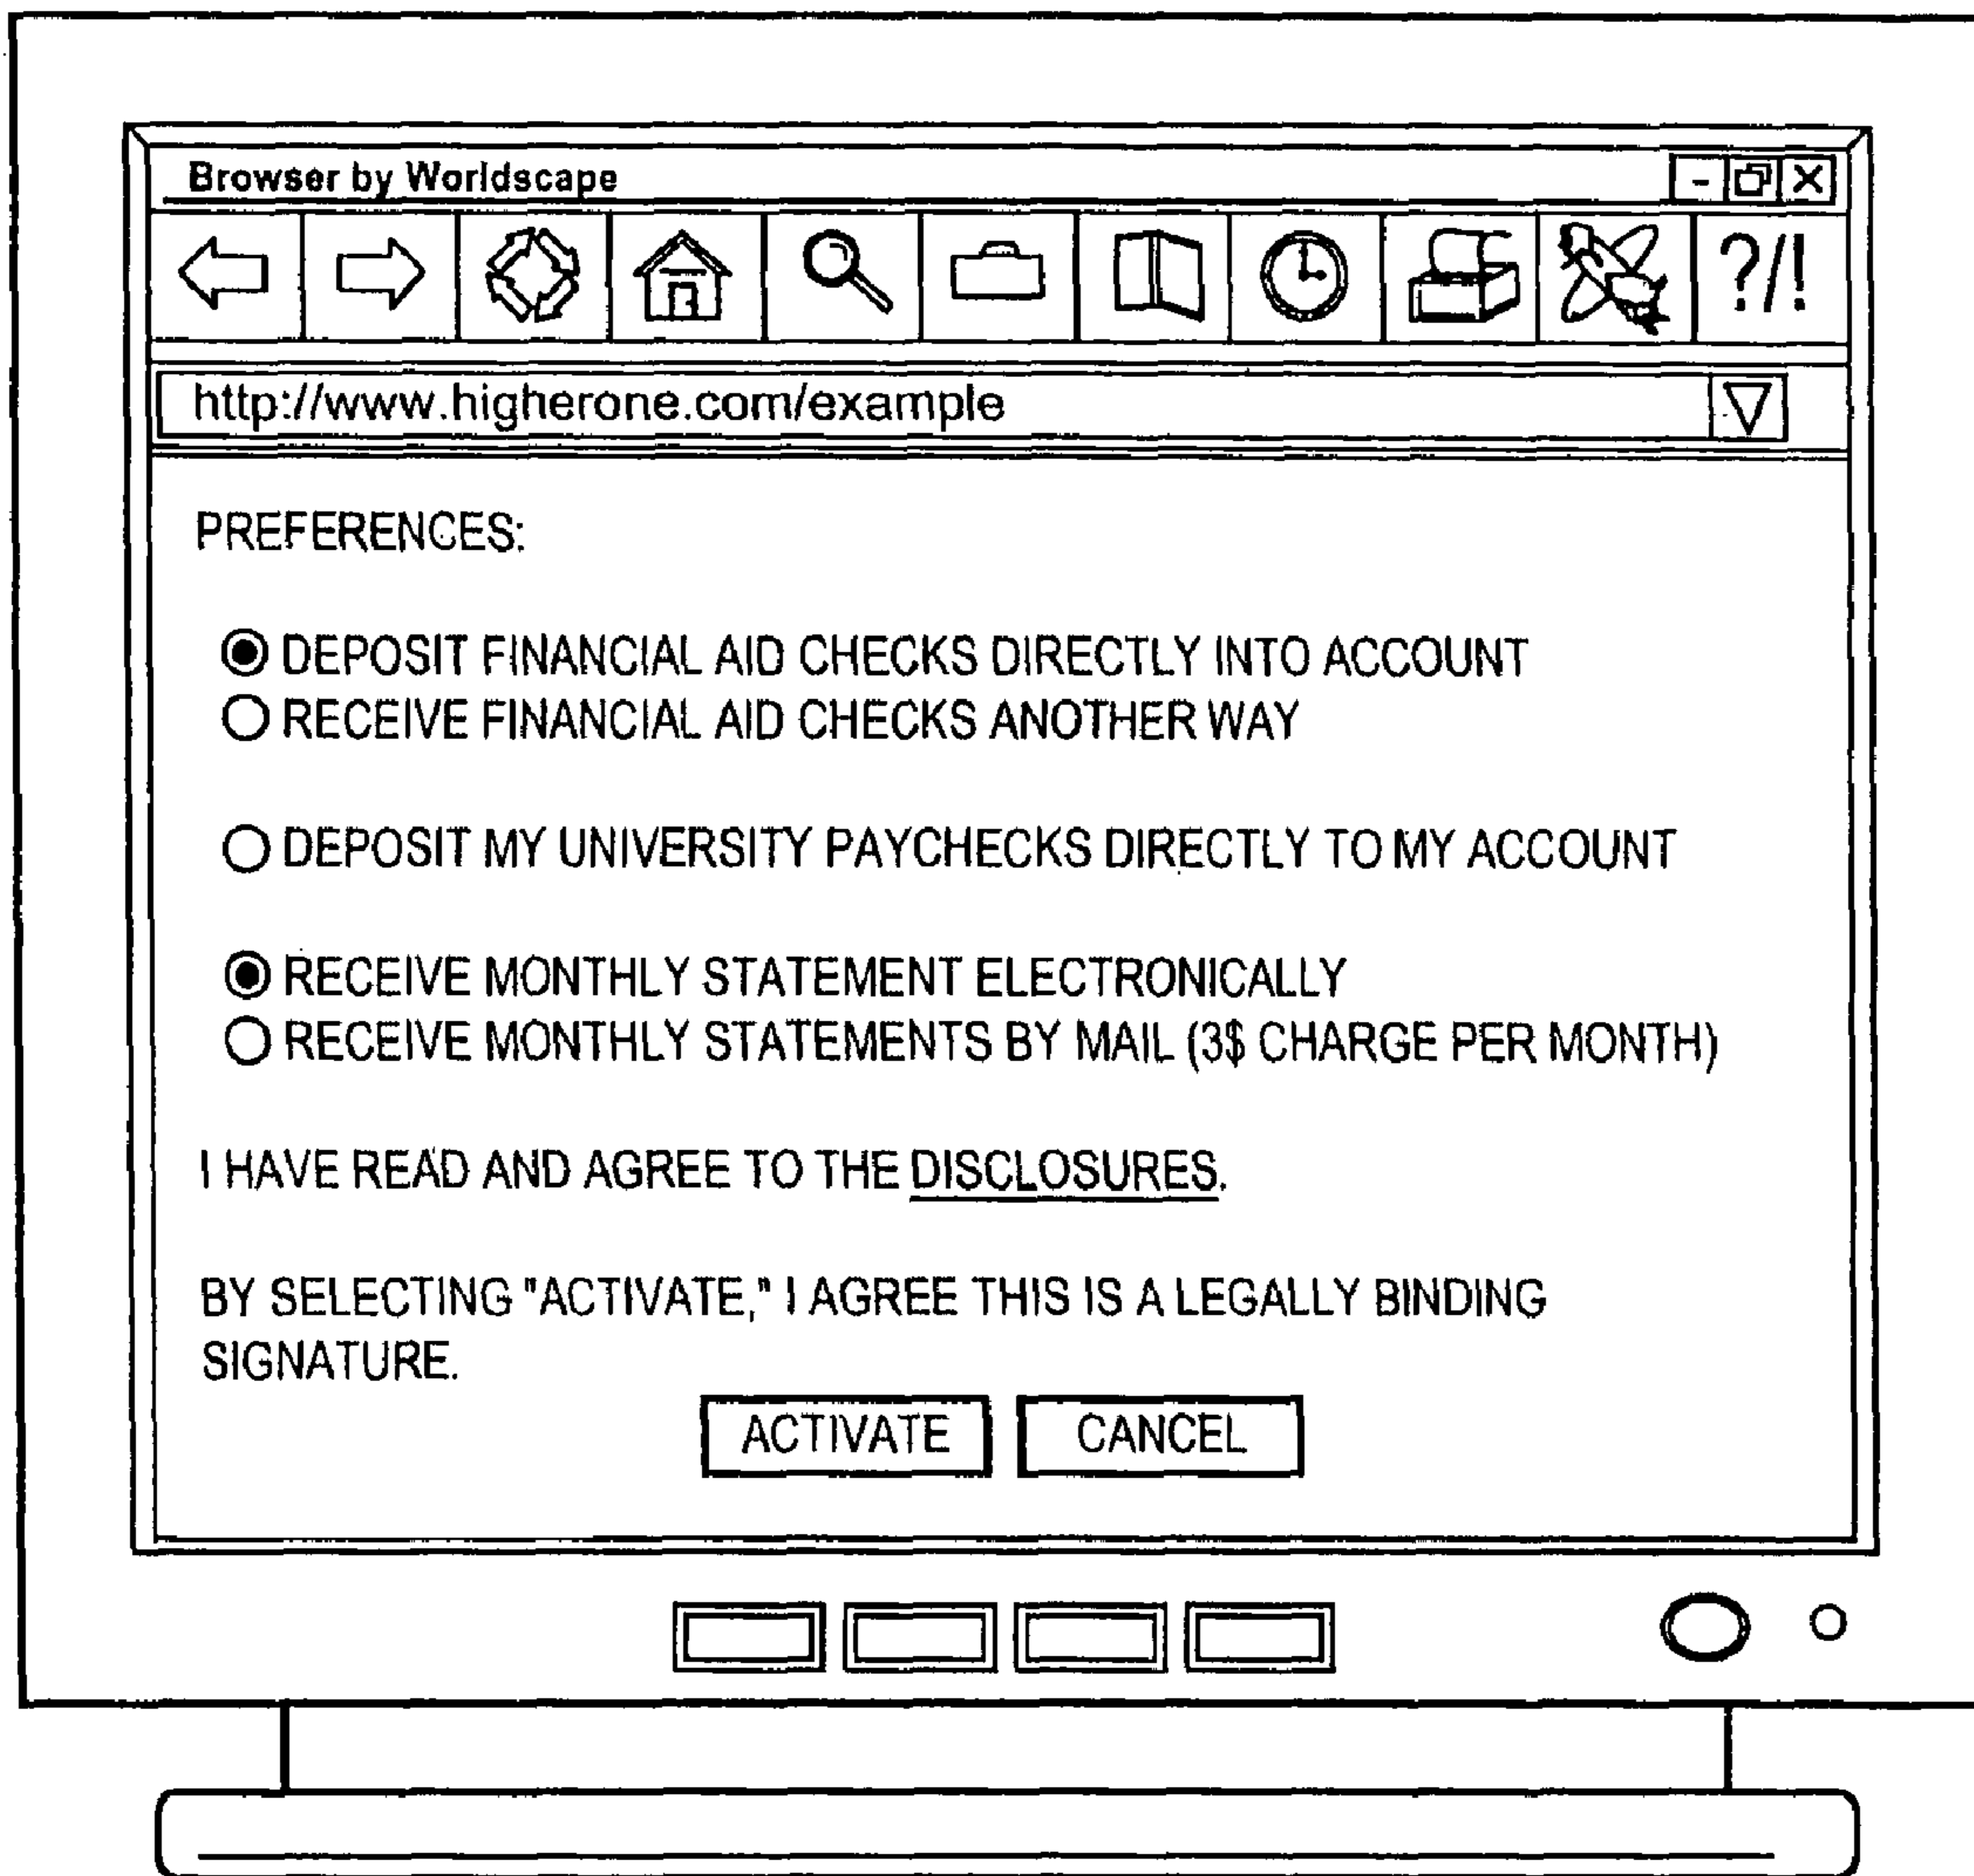 Browser by Worldscape
?/!
http://www.higherone.com/example
PREFERENCES:
DEPOSIT FINANCIAL AID CHECKS DIRECTLY INTO ACCOUNT
RECEIVE FINANCIAL AID CHECKS ANOTHER WAY
DEPOSIT MY UNIVERSITY PAYCHECKS DIRECTLY TO MY ACCOUNT
RECEIVE MONTHLY STATEMENT ELECTRONICALLY
RECEIVE MONTHLY STATEMENTS BY MAIL (3$ CHARGE PER MONTH)
I HAVE READ AND AGREE TO THE DISCLOSURES.
BY SELECTING "ACTIVATE," I AGREE THIS IS A LEGALLY BINDING
SIGNATURE.
ACTIVATE CANCEL